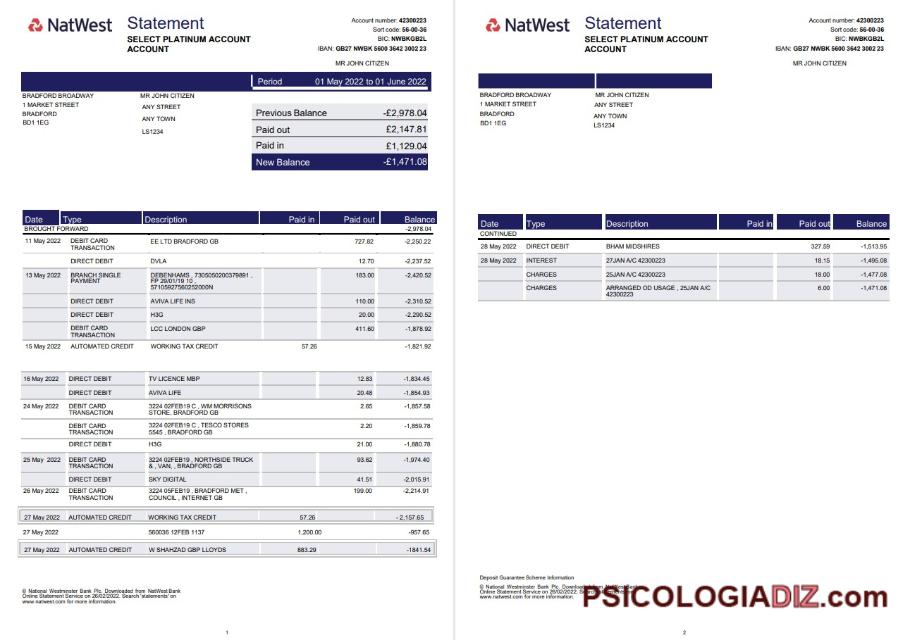 NatWest
Statement
SELECT PLATINUM ACCOUNT
ACCOUNT
Account number: 42300223
Sort code: 56-00-36
BIC: NWBKGB2L
IBAN: GB27 NWBK 5600 3642 3002 23
MR JOHN CITIZEN
Period 01 May 2022 to 01 June 2022
BRADFORD BROADWAY
1 MARKET STREET
BRADFORD
BD1 1EG
MR JOHN CITIZEN
ANY STREET
ANY TOWN
LS1234
Previous Balance -£2,978.04
Paid out £2,147.81
Paid in £1,129.04
New Balance -£1,471.08
Date Type Description Paid in Paid out Balance
BROUGHT FORWARD -2,978.04
11 May 2022 DEBIT CARD EE LTD BRADFORD GB 727.82 -2,250.22
TRANSACTION
DIRECT DEBIT DVLA 12.70 -2,237.52
13 May 2022 BRANCH SINGLE DEBENHAMS , 7305050200379891 , 183.00 -2,420.52
PAYMENT FP 29/01/19 10 ,
57105927560252000N
DIRECT DEBIT AVIVA LIFE INS 110.00 -2,310.52
DIRECT DEBIT H3G 20.00 -2,290.52
DEBIT CARD LCC LONDON GBP 411.60 -1,878.92
TRANSACTION
15 May 2022 AUTOMATED CREDIT WORKING TAX CREDIT 57.26 -1,821.92
16 May 2022 DIRECT DEBIT TV LICENCE MBP 12.83 -1,834.45
DIRECT DEBIT AVIVA LIFE 20.48 -1,854.93
24 May 2022 DEBIT CARD 3224 02FEB19 C , WM MORRISONS 2.65 -1,857.58
TRANSACTION STORE, BRADFORD GB
DEBIT CARD 3224 02FEB19 C , TESCO STORES 2.20 -1,859.78
TRANSACTION 5545 , BRADFORD GB
DIRECT DEBIT H3G 21.00 -1,880.78
25 May 2022 DEBIT CARD 3224 02FEB19 , NORTHSIDE TRUCK 93.62 -1,974.40
TRANSACTION & , VAN, , BRADFORD GB
DIRECT DEBIT SKY DIGITAL 41.51 -2,015.91
26 May 2022 DEBIT CARD 3224 05FEB19 , BRADFORD MET , 199.00 -2,214.91
TRANSACTION COUNCIL , INTERNET GB
27 May 2022 AUTOMATED CREDIT WORKING TAX CREDIT 57.26 - 2,157.65
27 May 2022 560036 12FEB 1137 1,200.00 -957.65
27 May 2022 AUTOMATED CREDIT W SHAHZAD GBP LLOYDS 883.29 -1841.54
© National Westminster Bank Plc. Downloaded from NatWest Bank
Online Statement Service on 26/02/2022. Search 'statements' on
www.natwest.com for more information.
1
NatWest
Statement
SELECT PLATINUM ACCOUNT
ACCOUNT
Account number: 42300223
Sort code: 56-00-36
BIC: NWBKGB2L
IBAN: GB27 NWBK 5600 3642 3002 23
MR JOHN CITIZEN
BRADFORD BROADWAY
1 MARKET STREET
BRADFORD
BD1 1EG
MR JOHN CITIZEN
ANY STREET
ANY TOWN
LS1234
Date Type Description Paid in Paid out Balance
CONTINUED
28 May 2022 DIRECT DEBIT BHAM MIDSHIRES 327.59 -1,513.95
28 May 2022 INTEREST 27JAN A/C 42300223 18.15 -1,495.08
CHARGES 25JAN A/C 42300223 18.00 -1,477.08
CHARGES ARRANGED OD USAGE , 25JAN A/C 6.00 -1,471.08
42300223
Deposit Guarantee Scheme Information
© National Westminster Bank Plc.
Online Statement Service on 26/02/2022.
www.natwest.com for more information.
PSICOLOGIADIZ.com
2